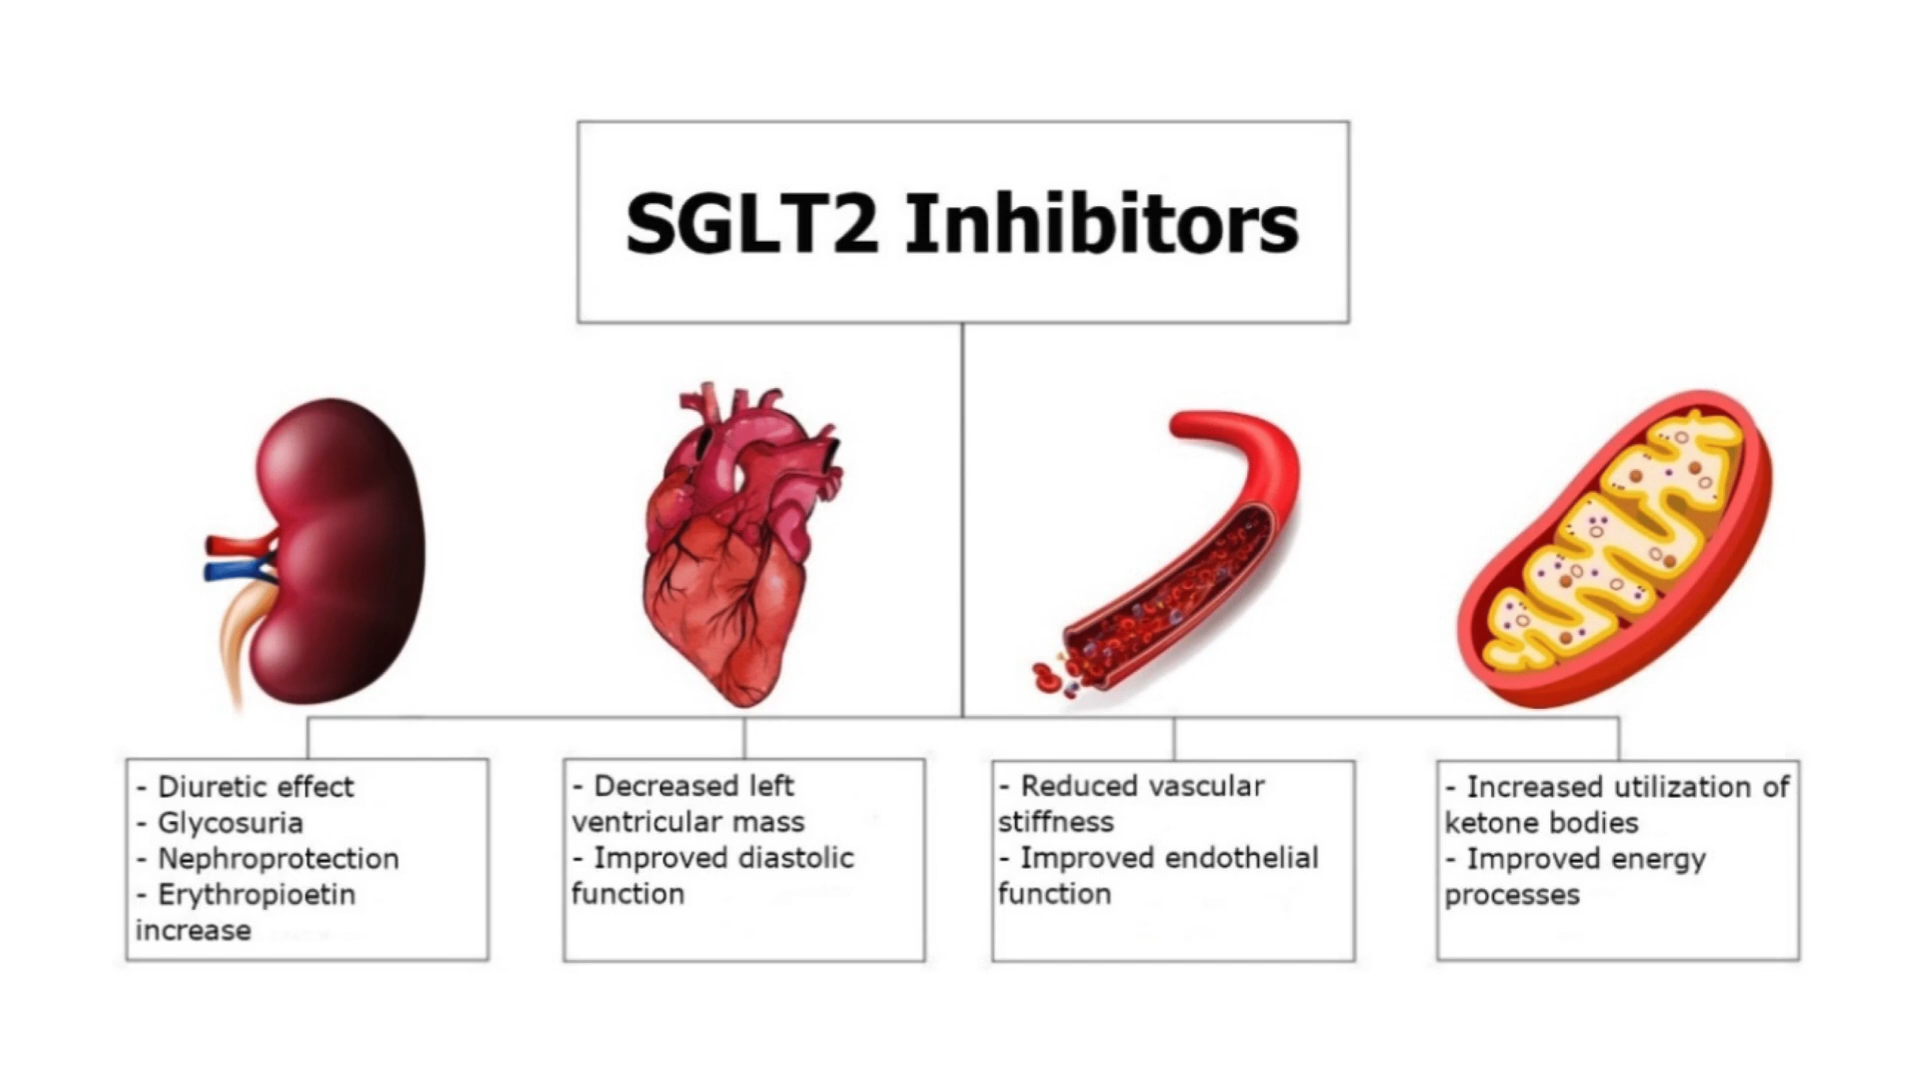 SGLT2 Inhibitors
- Diuretic effect
- Glycosuria
- Nephroprotection
- Erythropioetin
increase
- Decreased left
ventricular mass
- Improved diastolic
function
- Reduced vascular
stiffness
- Improved endothelial
function
- Increased utilization of
ketone bodies
- Improved energy
processes